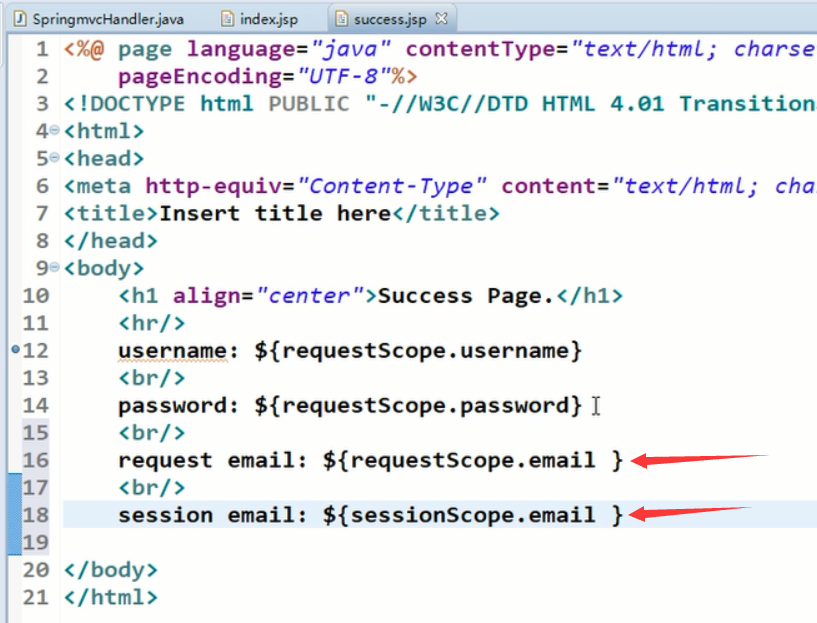 SpringmvcHandler.java index.jsp success.jsp
1 <%@ page language="java" contentType="text/html; charse
2 pageEncoding="UTF-8"%>
3 <!DOCTYPE html PUBLIC "-//W3C//DTD HTML 4.01 Transition
4 <html>
5 <head>
6 <meta http-equiv="Content-Type" content="text/html; cha
7 <title>Insert title here</title>
8 </head>
9 <body>
10 <h1 align="center">Success Page.</h1>
11 <hr/>
12 username: ${requestScope.username}
13 <br/>
14 password: ${requestScope.password}
15 <br/>
16 request email: ${requestScope.email }
17 <br/>
18 session email: ${sessionScope.email }
19
20 </body>
21 </html>